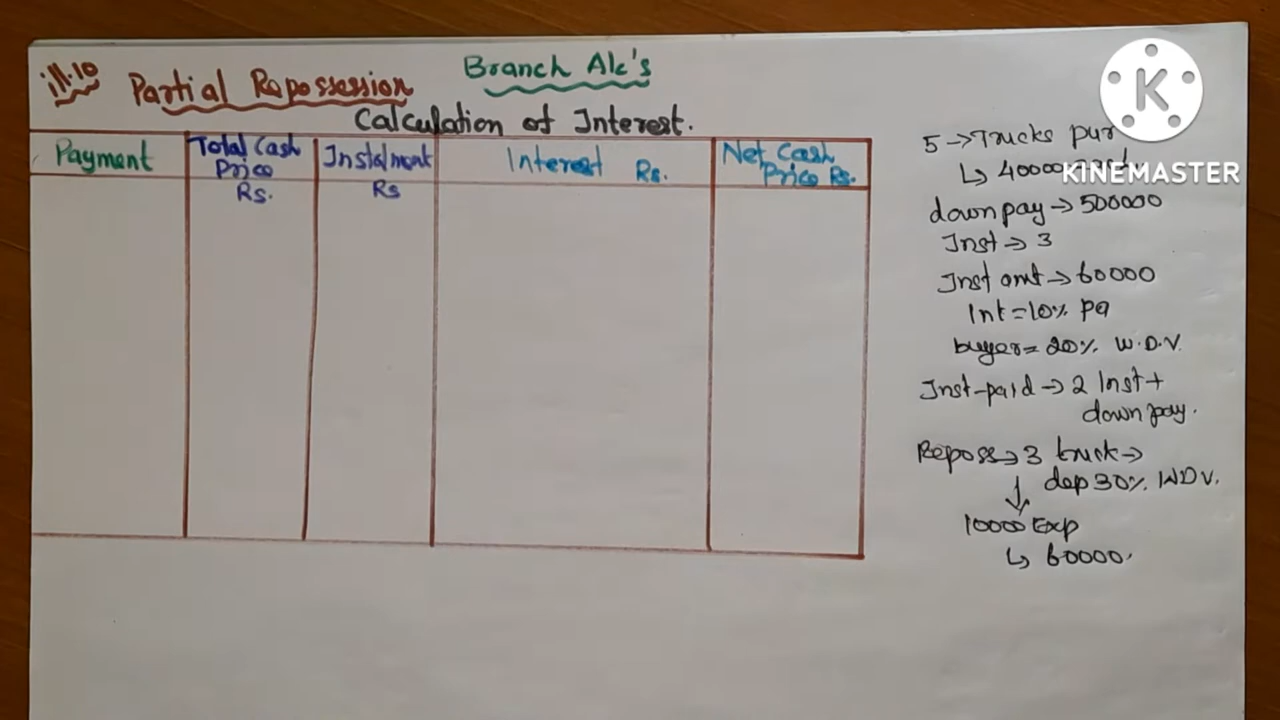 ill.10
Partial Repossession
Branch A/c's
Calculation of Interest.
Payment
Total Cash
Price
Rs.
Instalment
Rs
Interest Rs.
Net Cash
Price Rs.
5 → Trucks pur
↳ 40000
K
KINEMASTER
down pay → 500000
Inst → 3
Inst amt → 60000
Int = 10% pa
buyer = 20% W.D.V.
Inst-paid → 2 Inst +
down pay.
Reposs → 3 truck →
dep 30% WDV.
↓
10000 Exp
↳ 60000.